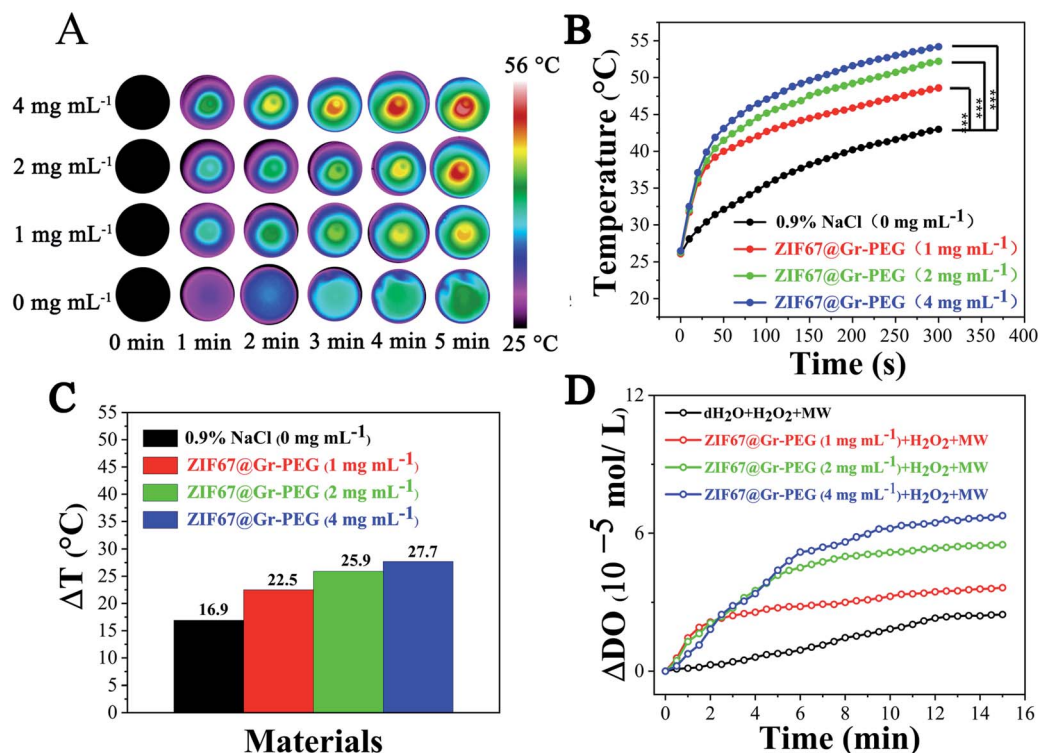 A
56 °C
4 mg mL-1
2 mg mL-1
1 mg mL-1
0 mg mL-1
0 min 1 min 2 min 3 min 4 min 5 min
25 °C
e
B
Temperature (°C)
55
50
45
40
35
30
25
20
***
***
***
0.9% NaCl（0 mg mL-1）
ZIF67@Gr-PEG（1 mg mL-1）
ZIF67@Gr-PEG（2 mg mL-1）
ZIF67@Gr-PEG（4 mg mL-1）
0 50 100 150 200 250 300 350 400
Time (s)
C
ΔT (°C)
55
50
45
40
35
30
25
20
15
10
5
0
0.9% NaCl (0 mg mL-1)
ZIF67@Gr-PEG (1 mg mL-1)
ZIF67@Gr-PEG (2 mg mL-1)
ZIF67@Gr-PEG (4 mg mL-1)
16.9
22.5
25.9
27.7
Materials
D
ΔDO (10 −5 mol/ L)
12
6
0
dH2O+H2O2+MW
ZIF67@Gr-PEG (1 mg mL-1)+H2O2+MW
ZIF67@Gr-PEG (2 mg mL-1)+H2O2+MW
ZIF67@Gr-PEG (4 mg mL-1)+H2O2+MW
0 2 4 6 8 10 12 14 16
Time (min)